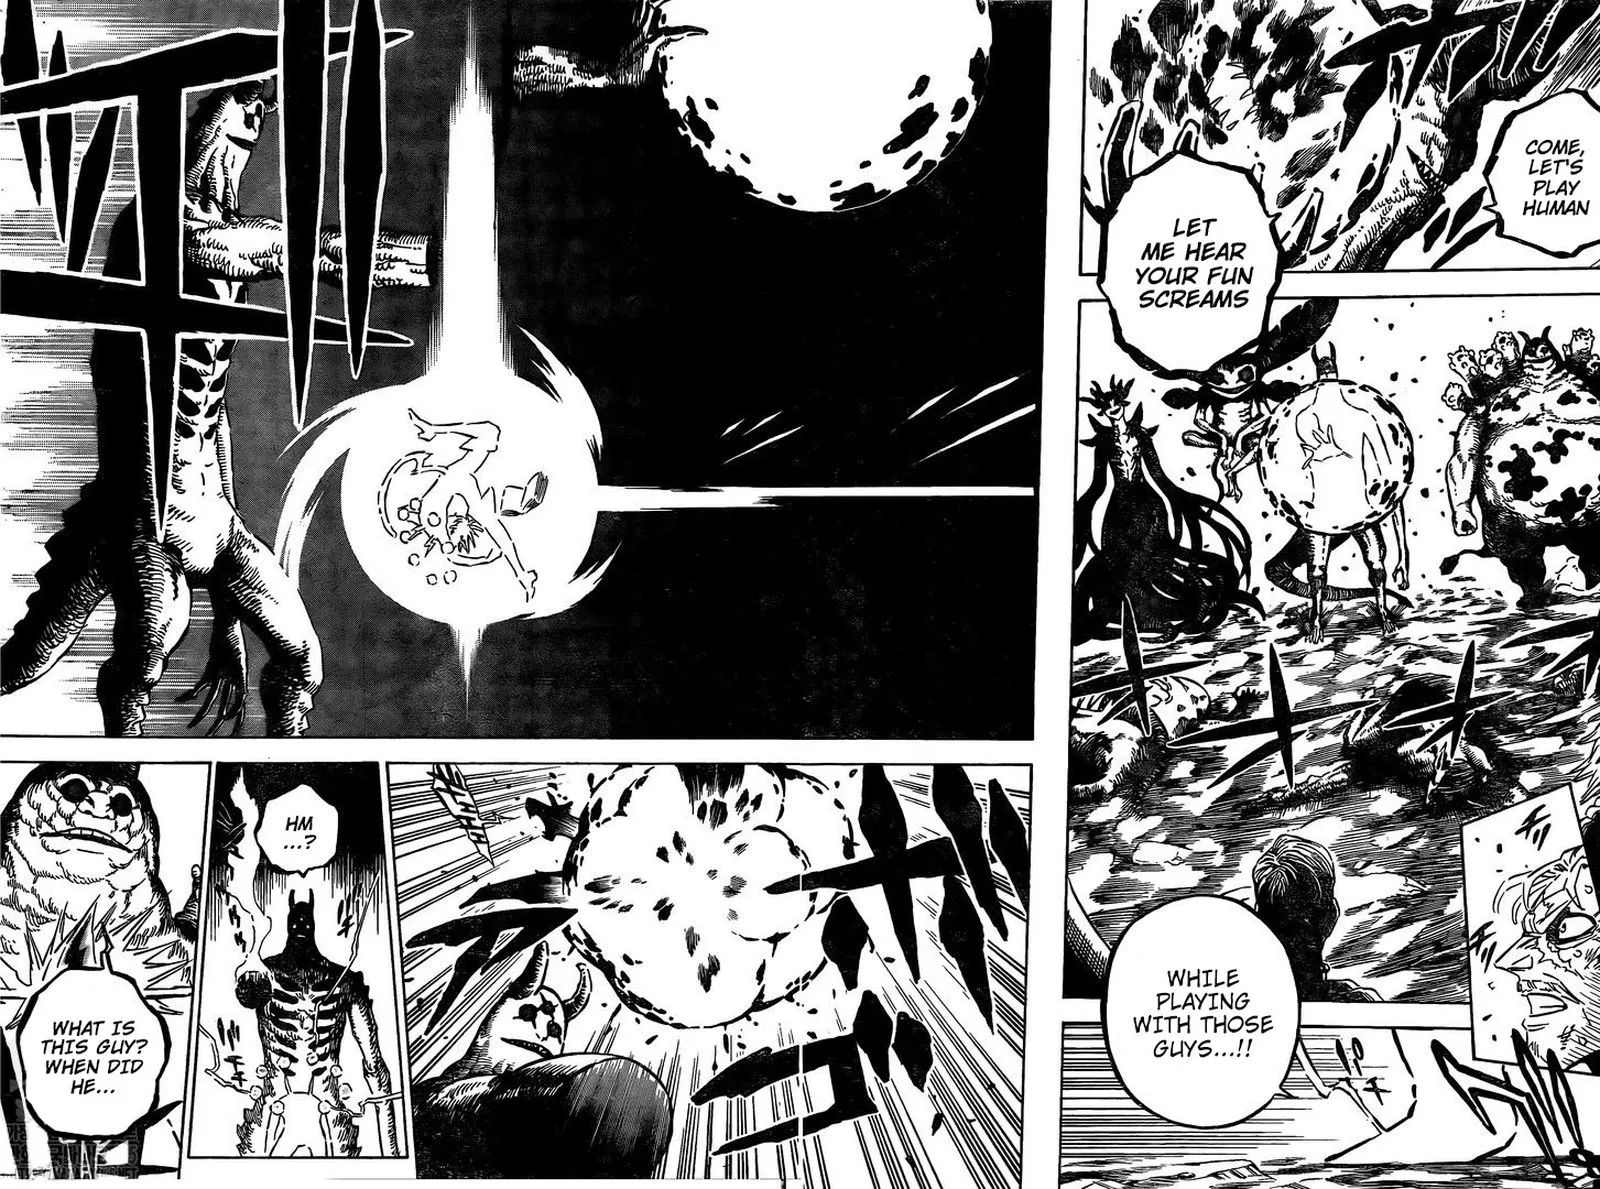 COME,
LET'S
PLAY
HUMAN
LET
ME HEAR
YOUR FUN
SCREAMS
WHILE
PLAYING
WITH THOSE
GUYS...!!
HM
...?
WHAT IS
THIS GUY?
WHEN DID
HE...